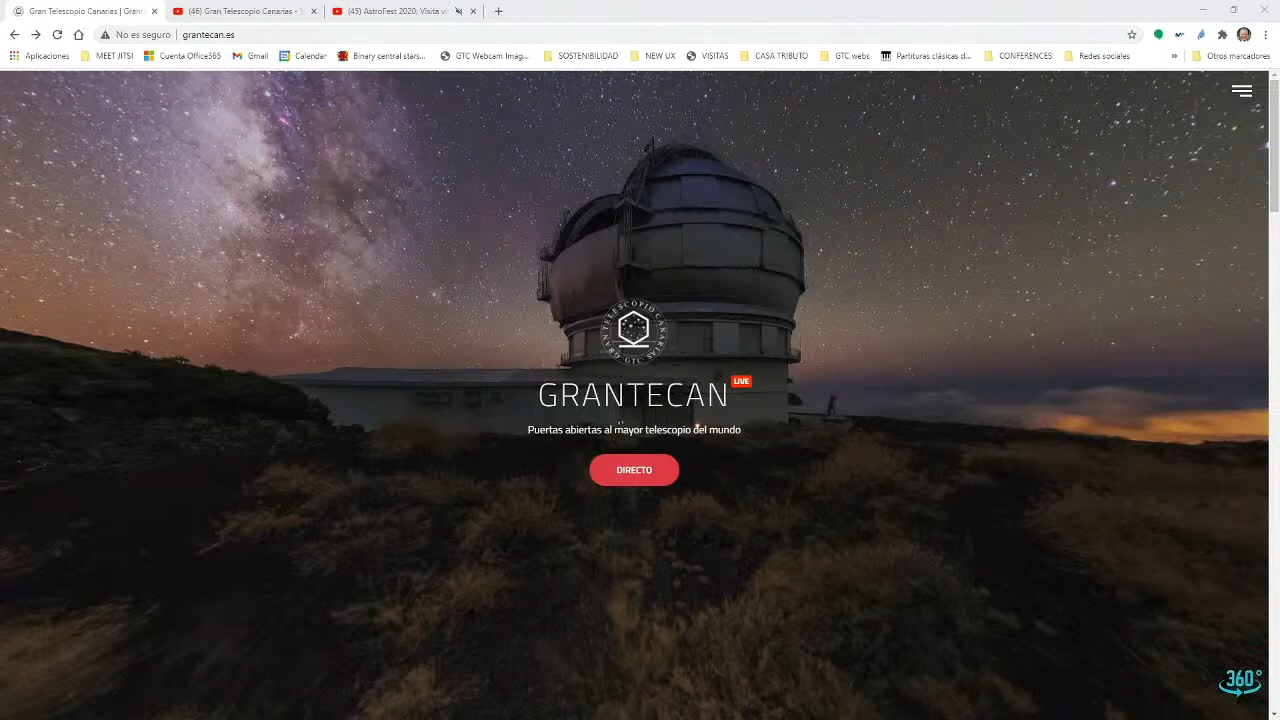 Gran Telescopio Canarias | Grante
(46) Gran Telescopio Canarias - Y
(45) AstroFest 2020: Visita v
No es seguro | grantecan.es
Aplicaciones
MEET JITSI
Cuenta Office365
Gmail
Calendar
Binary central stars...
GTC Webcam Imag...
SOSTENIBILIDAD
NEW UX
VISITAS
CASA TRIBUTO
GTC webs
Partituras clásicas d...
CONFERENCES
Redes sociales
»
Otros marcadores
GRAN TELESCOPIO CANARIAS
GTC
GRANTECAN LIVE
Puertas abiertas al mayor telescopio del mundo
DIRECTO
360°